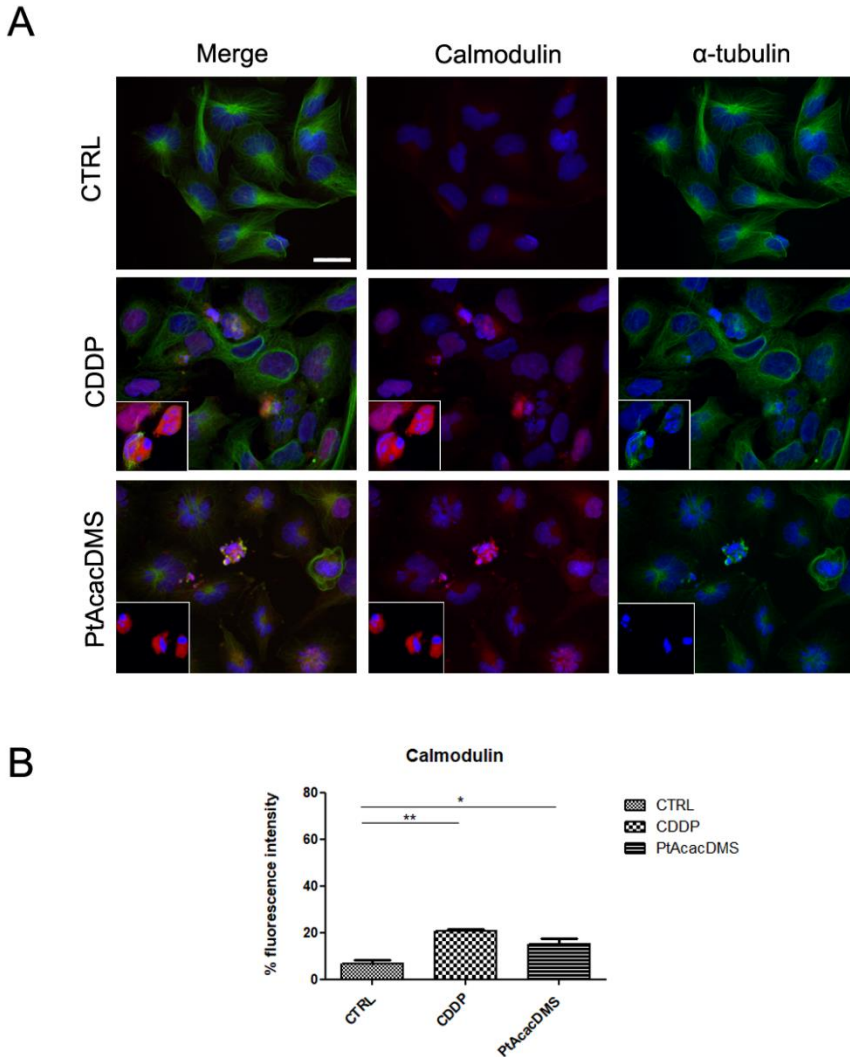 A
Merge Calmodulin α-tubulin
CTRL
CDDP
PtAcacDMS
B
Calmodulin
% fluorescence intensity
80
60
40
20
0
*
**
CTRL
CDDP
PtAcacDMS
CTRL
CDDP
PtAcacDMS